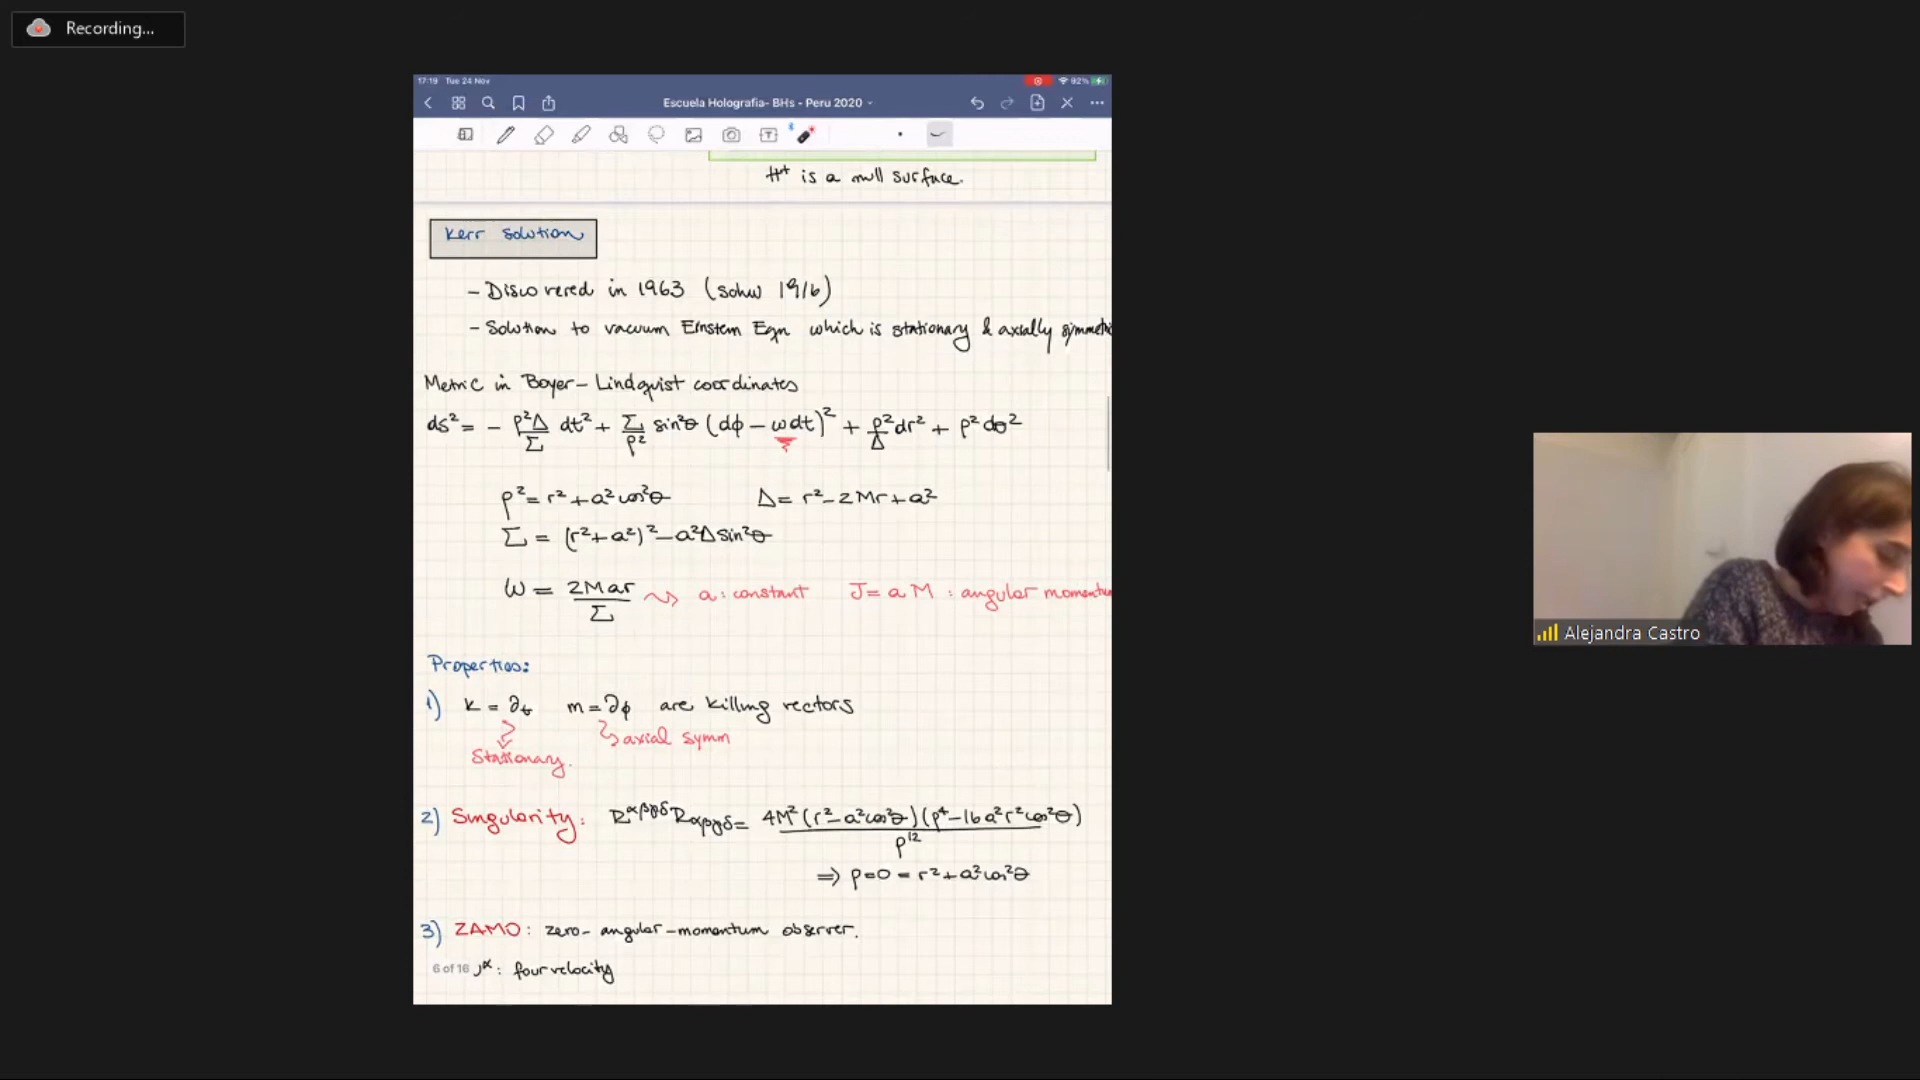 Recording...
17:19 Tue 24 Nov
92%
Escuela Holografia- BHs - Peru 2020
H⁺ is a null surface.
Kerr Solution
- Discovered in 1963 (schw 1916)
- Solution to vacuum Einstein Eqn which is stationary & axially symmetric
Metric in Boyer-Lindquist coordinates
ds² = - ρ²Δ/Σ dt² + Σ/ρ² sin²θ (dϕ - ωdt)² + ρ²/Δ dr² + ρ² dθ²
ρ² = r² + a² cos²θ Δ = r² - 2Mr + a²
Σ = (r² + a²)² - a²Δ sin²θ
ω = 2Mar/Σ ⇝ a : constant J = a M : angular momentum
Properties:
1) k = ∂t m = ∂ϕ are killing vectors
axial symm
Stationary.
2) Singularity: R^αβγδ R_αβγδ = 4M² (r² - a²cos²θ)(ρ⁴ - 16a²r²cos²θ)/ρ¹²
⇒ ρ=0 = r² + a²cos²θ
3) ZAMO: zero-angular-momentum observer.
6 of 16 : four velocity
Alejandra Castro